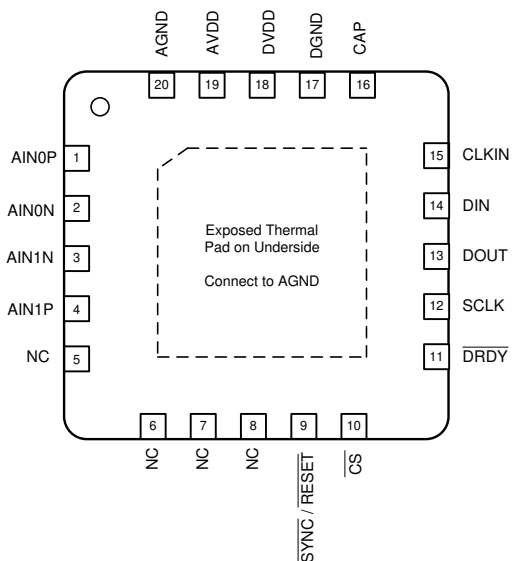 AGND
AVDD
DVDD
DGND
CAP
20
19
18
17
16
AIN0P 1
15 CLKIN
AIN0N 2
14 DIN
AIN1N 3
13 DOUT
AIN1P 4
12 SCLK
NC 5
11 DRDY
Exposed Thermal
Pad on Underside
Connect to AGND
6
7
8
9
10
NC
NC
NC
SYNC / RESET
CS